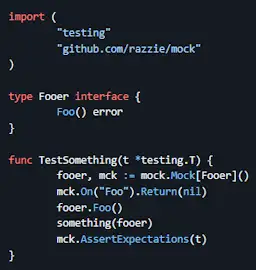 import (
        "testing"
        "github.com/razzie/mock"
)

type Fooer interface {
        Foo() error
}

func TestSomething(t *testing.T) {
        fooer, mck := mock.Mock[Fooer]()
        mck.On("Foo").Return(nil)
        fooer.Foo()
        something(fooer)
        mck.AssertExpectations(t)
}